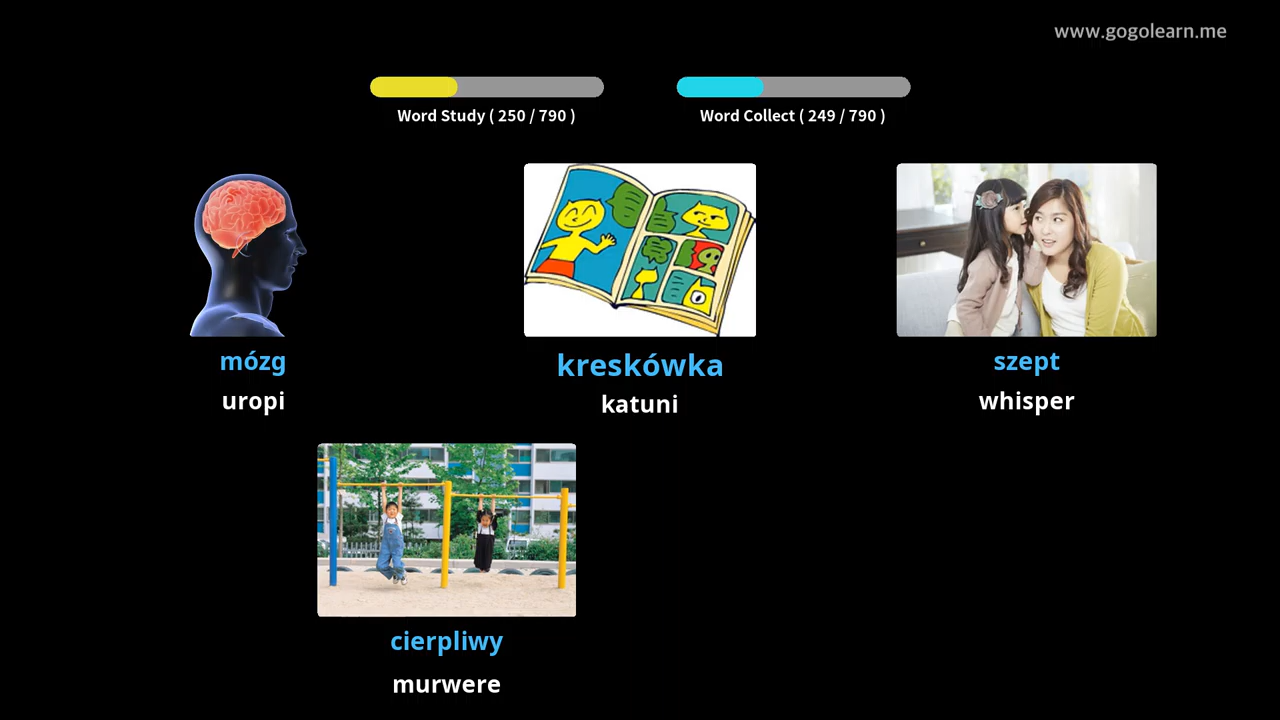 www.gogolearn.me
Word Study ( 250 / 790 )
Word Collect ( 249 / 790 )
mózg
uropi
kreskówka
katuni
szept
whisper
cierpliwy
murwere